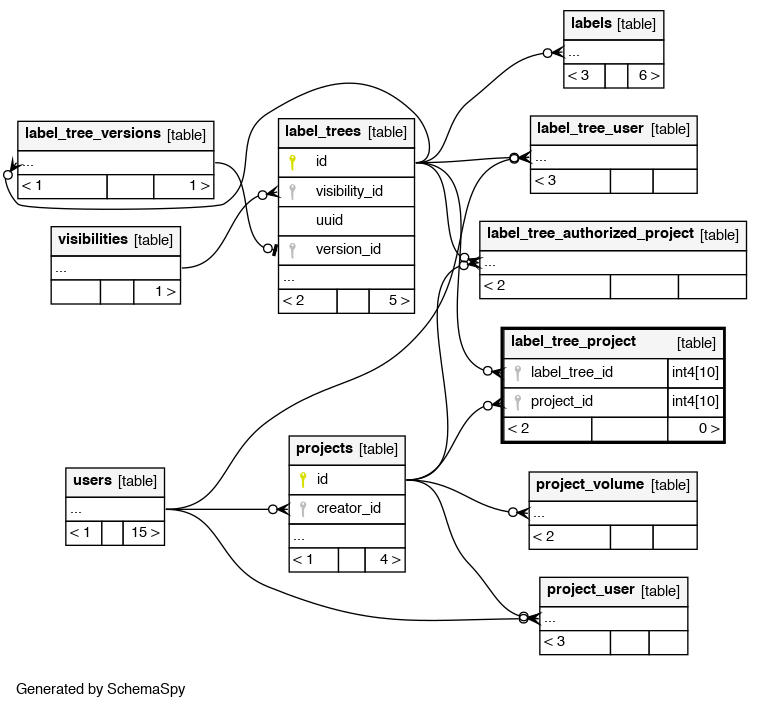 labels [table]
...
< 3 6 >
label_tree_versions [table]
...
< 1 1 >
label_trees [table]
id
visibility_id
uuid
version_id
...
< 2 5 >
label_tree_user [table]
...
< 3
visibilities [table]
...
1 >
label_tree_authorized_project [table]
...
< 2
label_tree_project [table]
label_tree_id int4[10]
project_id int4[10]
< 2 0 >
users [table]
...
< 1 15 >
projects [table]
id
creator_id
...
< 1 4 >
project_volume [table]
...
< 2
project_user [table]
...
< 3
Generated by SchemaSpy